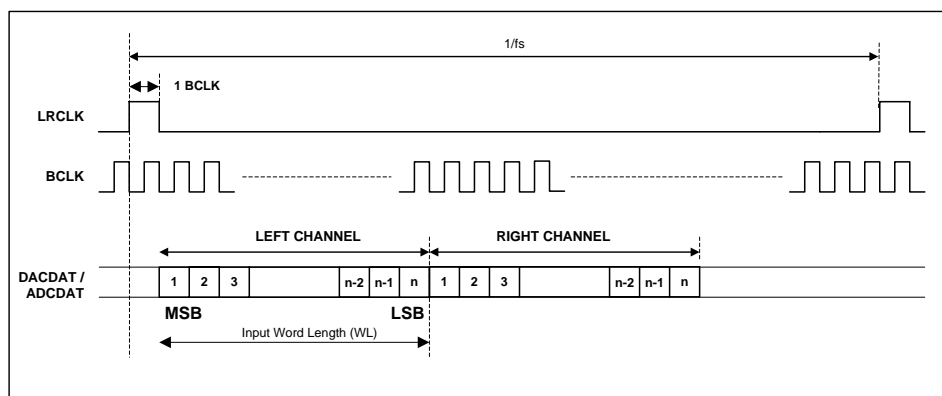 1/fs
1 BCLK
LRCLK
BCLK
LEFT CHANNEL RIGHT CHANNEL
DACDAT / ADCDAT
1 2 3 n-2 n-1 n 1 2 3 n-2 n-1 n
MSB LSB
Input Word Length (WL)